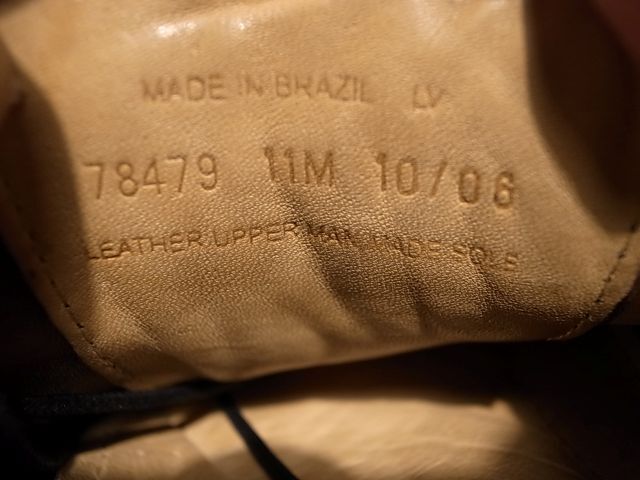 MADE IN BRAZIL LV
78479 11M 10/06
LEATHER UPPER MAN MADE SOLE